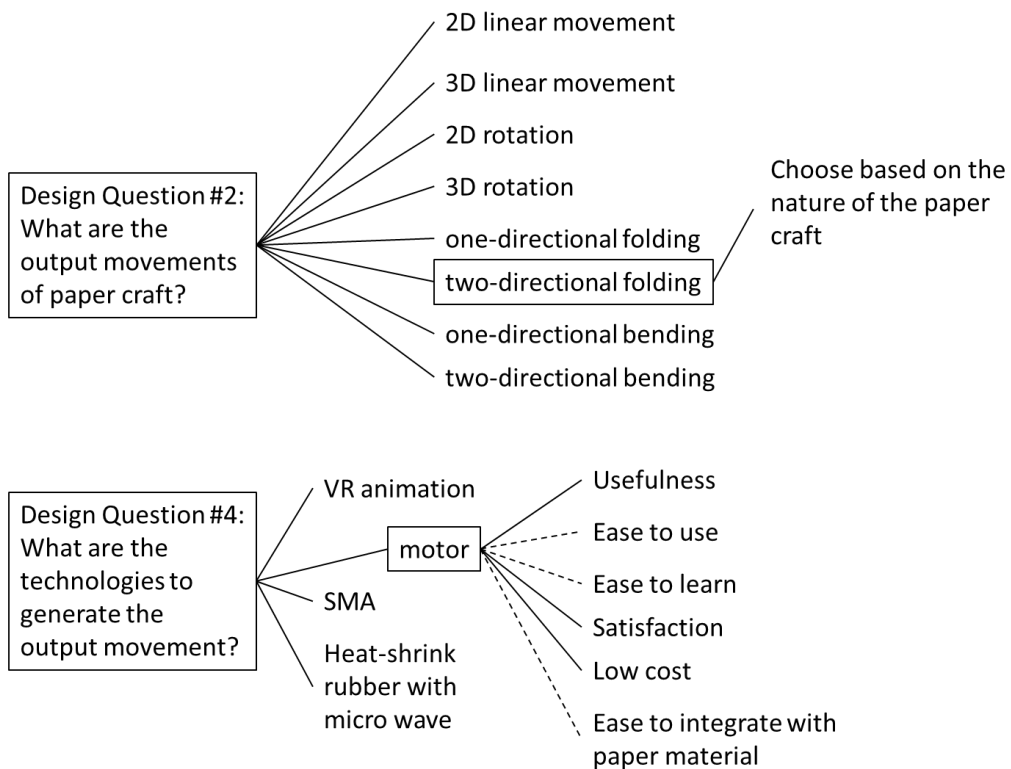 2D linear movement
3D linear movement
2D rotation
3D rotation
one-directional folding
two-directional folding
one-directional bending
two-directional bending
Design Question #2:
What are the
output movements
of paper craft?
Choose based on the
nature of the paper
craft
Design Question #4:
What are the
technologies to
generate the
output movement?
VR animation
motor
SMA
Heat-shrink
rubber with
micro wave
Usefulness
Ease to use
Ease to learn
Satisfaction
Low cost
Ease to integrate with
paper material